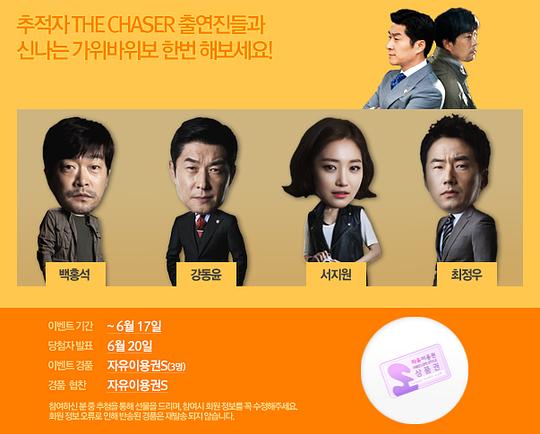 추적자 THE CHASER 출연진들과
신나는 가위바위보 한번 해보세요!
백홍석
강동윤
서지원
최정우
이벤트 기간 ~ 6월 17일
당첨자 발표 6월 20일
이벤트 경품 자유이용권S(3명)
경품 협찬 자유이용권S
참여하신 분 중 추첨을 통해 선물을 드리며, 참여시 회원 정보를 꼭 수정해주세요.
회원 정보 오류로 인해 반송된 경품은 재발송 되지 않습니다.
자유이용권
상품권